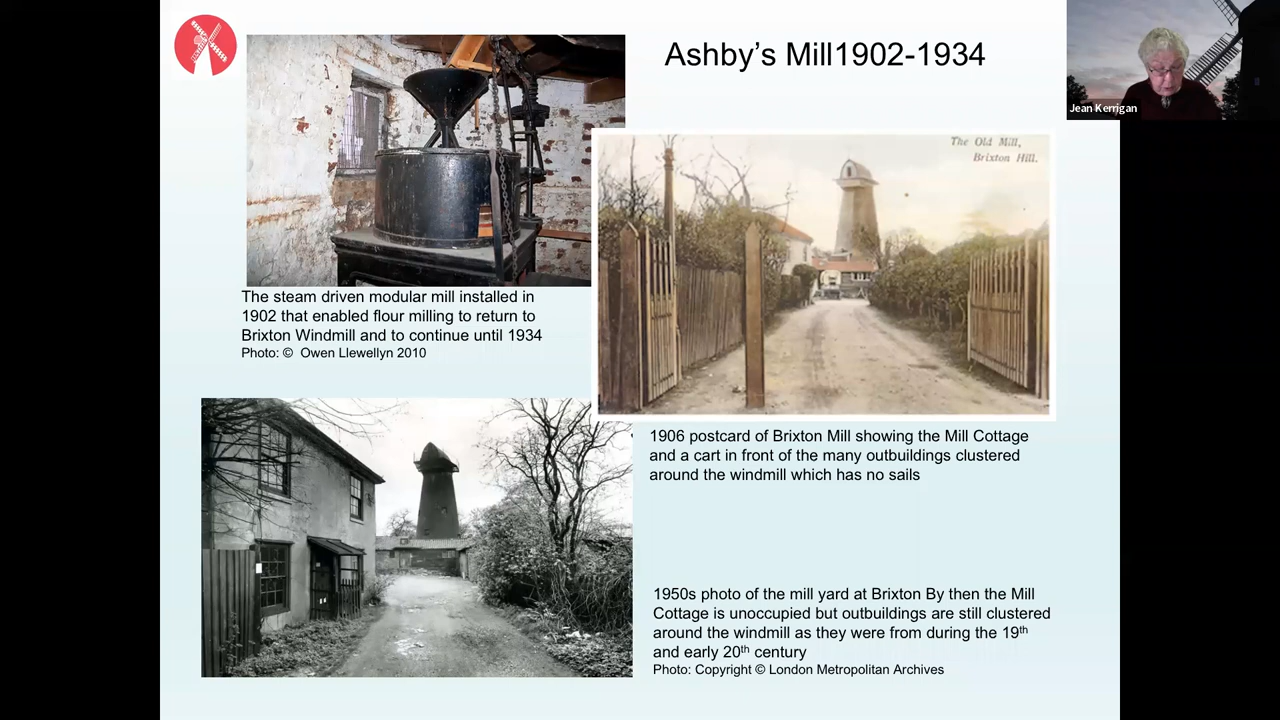 Ashby's Mill1902-1934
Jean Kerrigan
The Old Mill,
Brixton Hill.
The steam driven modular mill installed in
1902 that enabled flour milling to return to
Brixton Windmill and to continue until 1934
Photo: © Owen Llewellyn 2010
1906 postcard of Brixton Mill showing the Mill Cottage
and a cart in front of the many outbuildings clustered
around the windmill which has no sails
1950s photo of the mill yard at Brixton By then the Mill
Cottage is unoccupied but outbuildings are still clustered
around the windmill as they were from during the 19th
and early 20th century
Photo: Copyright © London Metropolitan Archives